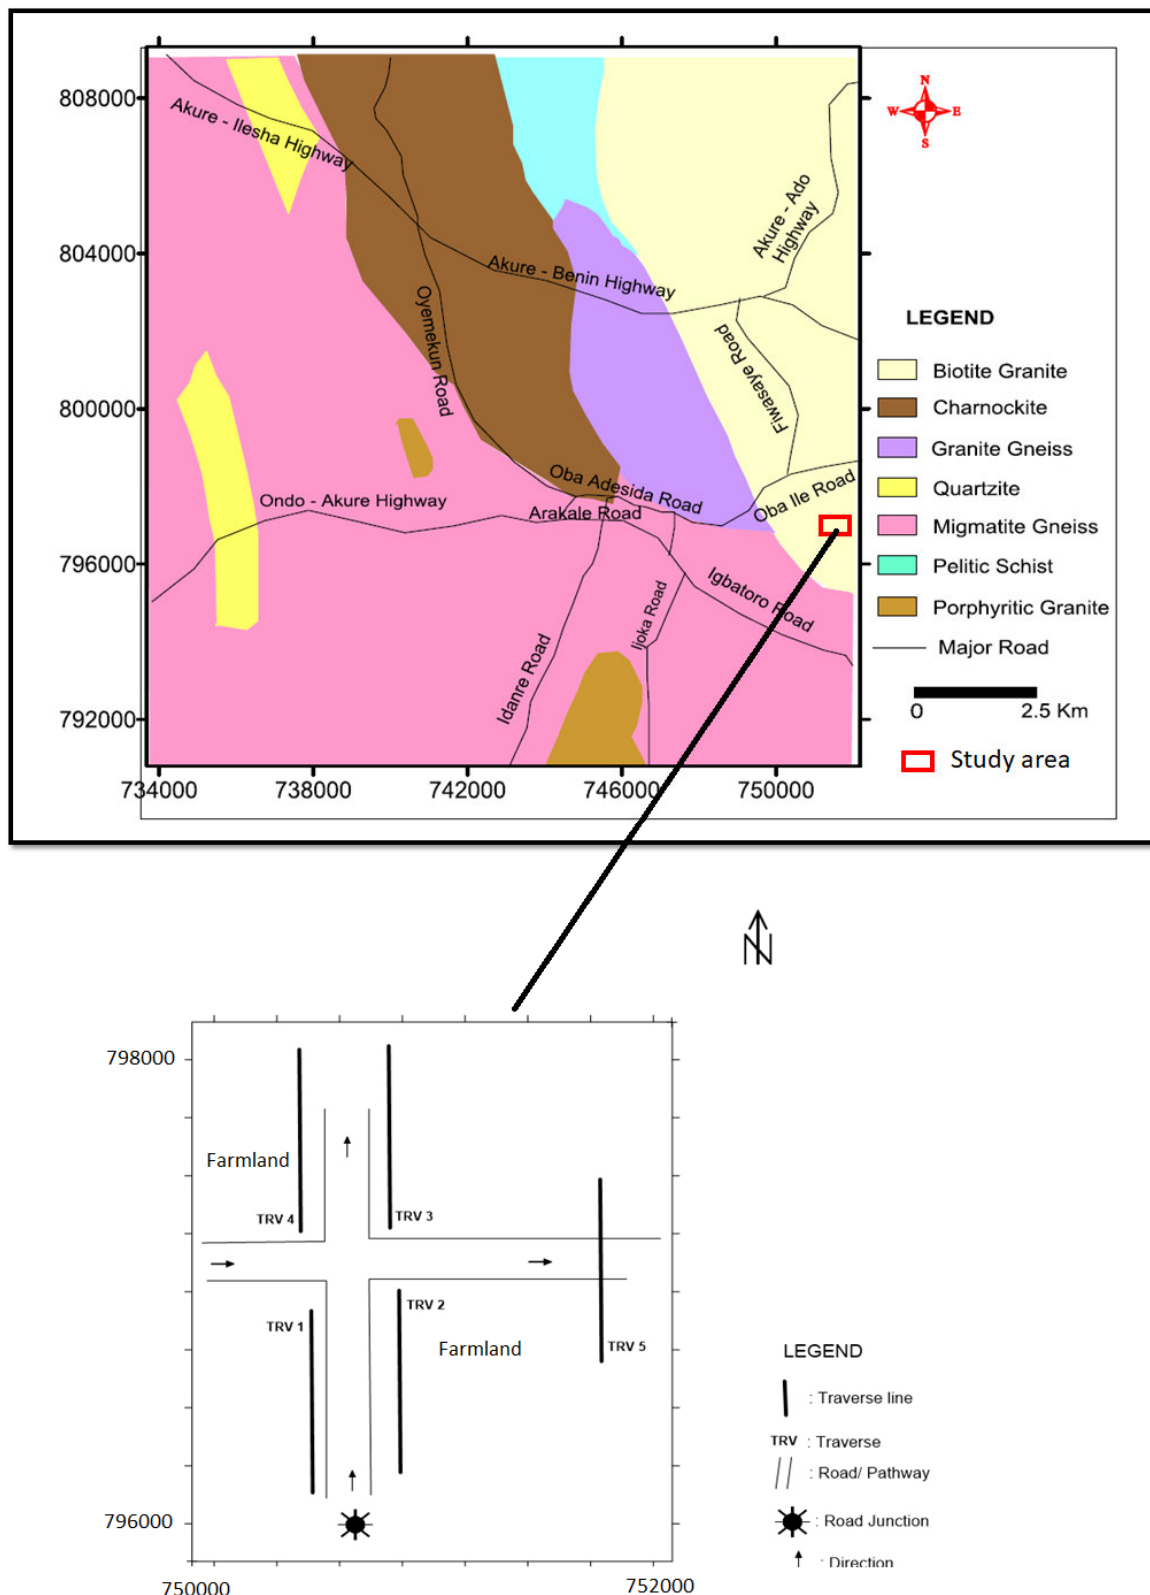 N
W E
S
808000
804000
800000
796000
792000
734000 738000 742000 746000 750000
Akure - Ilesha Highway
Akure - Benin Highway
Akure - Ado
Highway
Oyemekun Road
Fiwasaye Road
Oba Adesida Road
Oba Ile Road
Ondo - Akure Highway
Arakale Road
Igbatoro Road
Ijoka Road
Idanre Road
LEGEND
Biotite Granite
Charnockite
Granite Gneiss
Quartzite
Migmatite Gneiss
Pelitic Schist
Porphyritic Granite
Major Road
0 2.5 Km
Study area
N
798000
796000
750000 752000
Farmland
TRV 4
TRV 3
TRV 1
TRV 2
Farmland
TRV 5
LEGEND
: Traverse line
TRV : Traverse
: Road/ Pathway
: Road Junction
: Direction